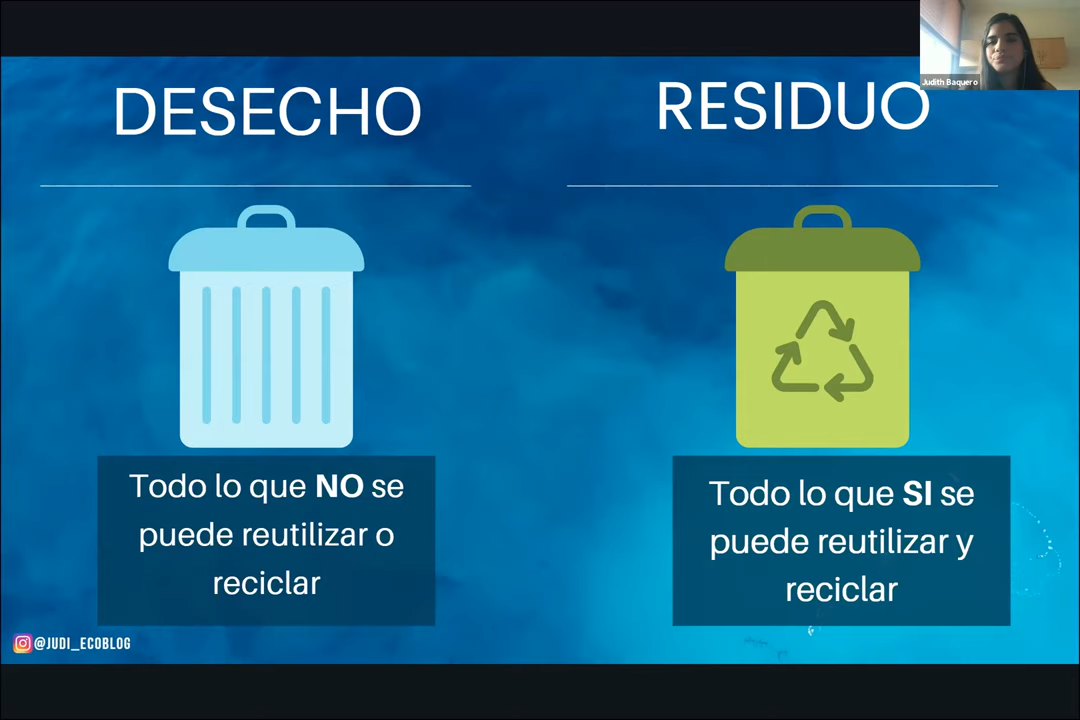 DESECHO
Todo lo que NO se
puede reutilizar o
reciclar
RESIDUO
Todo lo que SI se
puede reutilizar y
reciclar
@JUDI_ECOBLOG
Judith Baquero